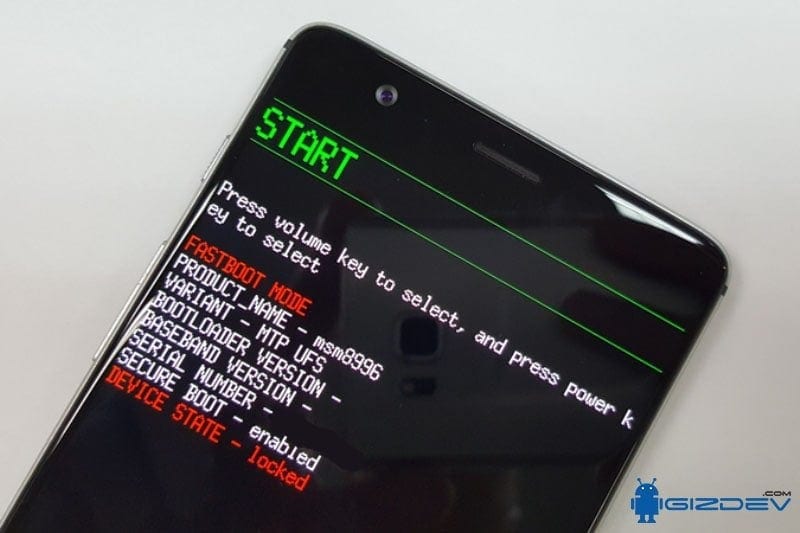 START
Press volume key to select, and press power k
ey to select
FASTBOOT MODE
PRODUCT_NAME - msm8996
VARIANT - MTP UFS
BOOTLOADER VERSION -
BASEBAND VERSION -
SERIAL NUMBER -
SECURE BOOT - enabled
DEVICE STATE - locked
GIZDEV.COM